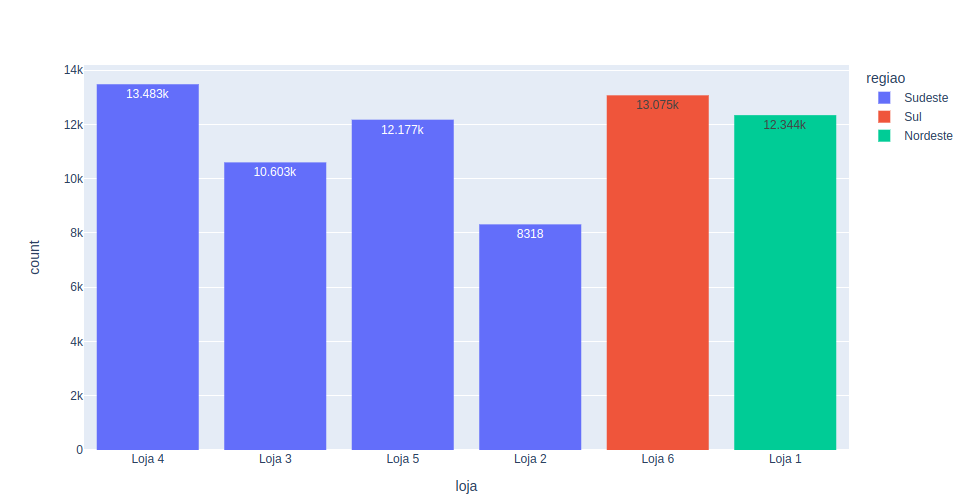 14k
12k
10k
8k
6k
4k
2k
0
count
13.483k
10.603k
12.177k
8318
13.075k
12.344k
Loja 4
Loja 3
Loja 5
Loja 2
Loja 6
Loja 1
loja
regiao
Sudeste
Sul
Nordeste